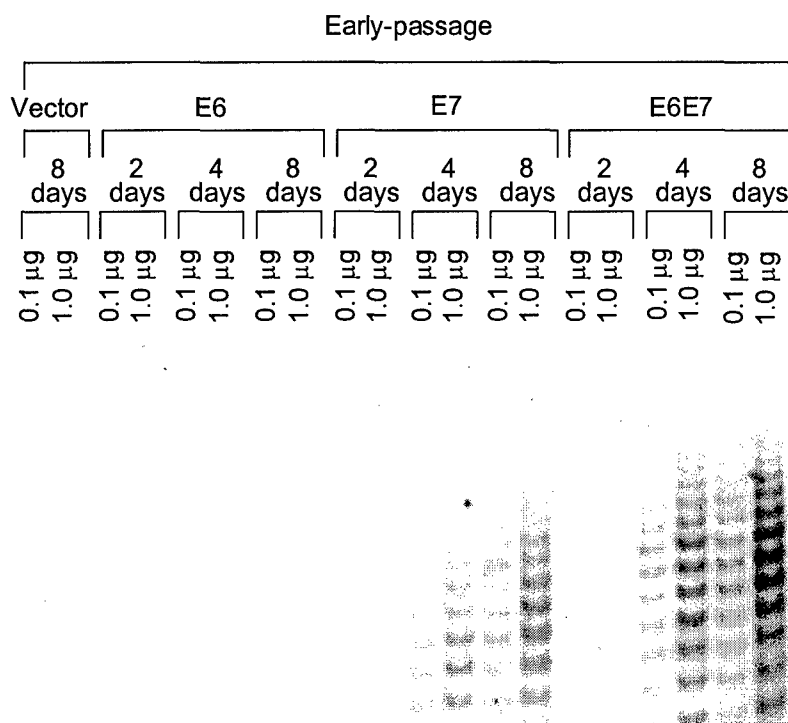 Early-passage
Vector E6 E7 E6E7
8 2 4 8 2 4 8 2 4 8
days days days days days days days days days days
0.1 µg 1.0 µg 0.1 µg 1.0 µg 0.1 µg 1.0 µg 0.1 µg 1.0 µg 0.1 µg 1.0 µg 0.1 µg 1.0 µg 0.1 µg 1.0 µg 0.1 µg 1.0 µg 0.1 µg 1.0 µg 0.1 µg 1.0 µg